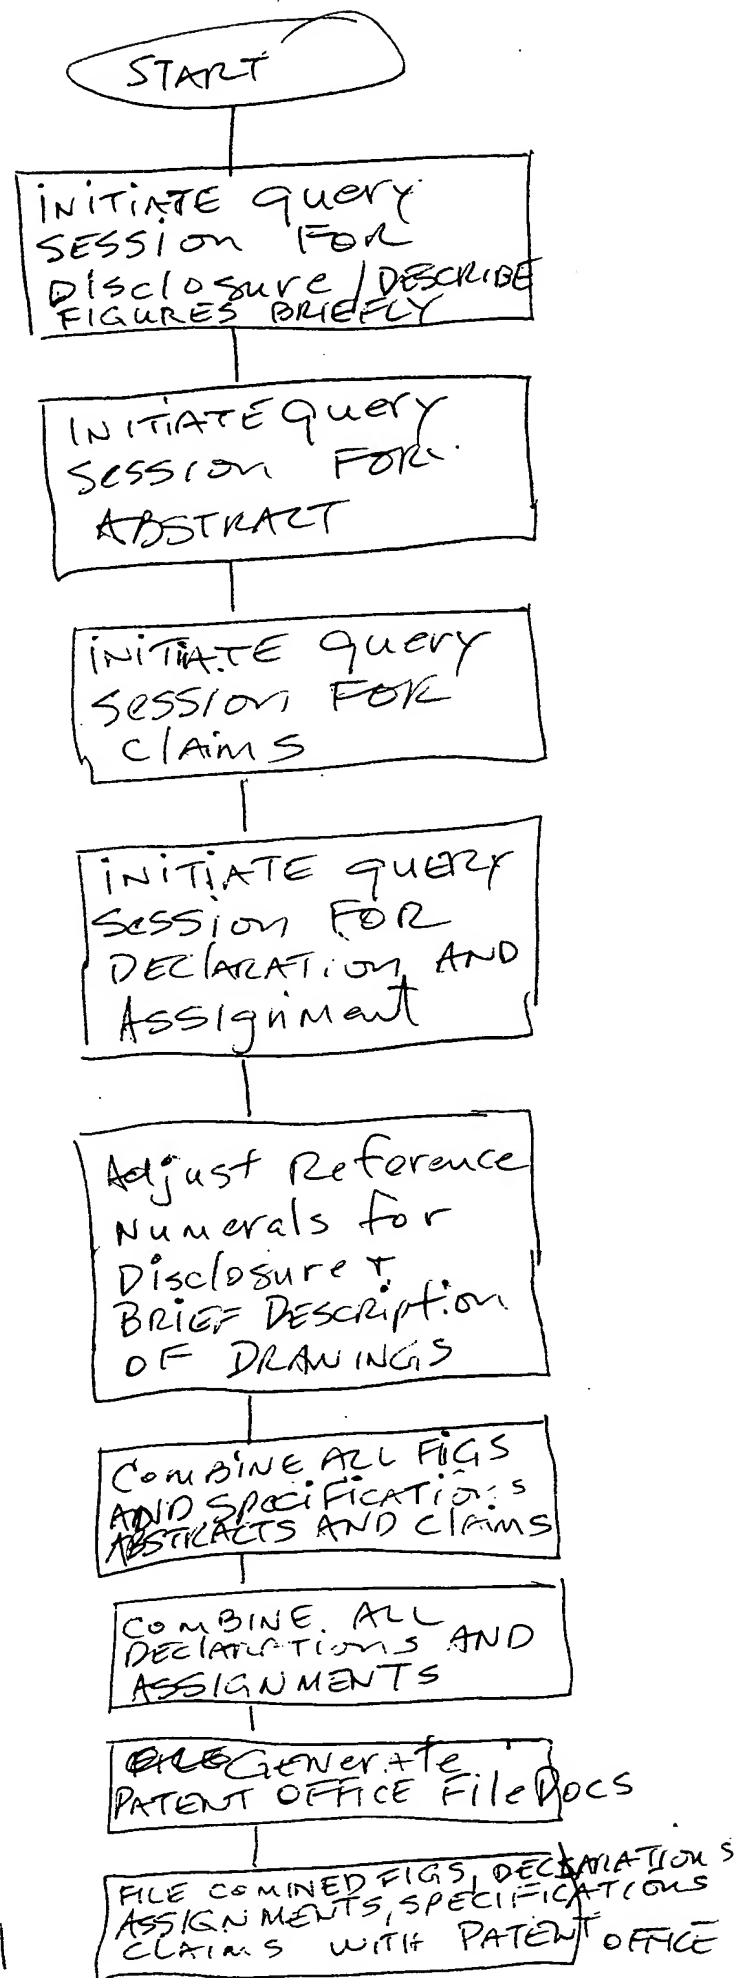 START
INITIATE query
SESSION FOR
Disclosure / DESCRIBE
FIGURES BRIEFLY
INITIATE query
session FOR
ABSTRACT
INITIATE query
session FOR
claims
INITIATE QUERY
session FOR
DECLARATION AND
Assignment
Adjust Reference
Numerals for
Disclosure +
BRIEF Description
OF DRAWINGS
COMBINE ALL FIGS
AND SPECIFICATIONS
ABSTRACTS AND Claims
COMBINE ALL
DECLARATIONS AND
ASSIGNMENTS
Generate
PATENT OFFICE File Docs
FILE COMINED FIGS, DECLARATIONS
ASSIGNMENTS, SPECIFICATIONS
CLAIMS WITH PATENT OFFICE